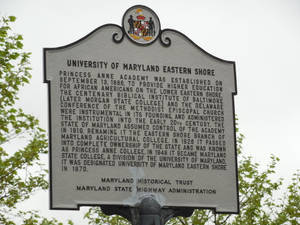 UNIVERSITY OF MARYLAND EASTERN SHORE
PRINCESS ANNE ACADEMY WAS ESTABLISHED ON
SEPTEMBER 13, 1886, TO PROVIDE HIGHER EDUCATION
FOR AFRICAN AMERICANS ON THE LOWER EASTERN SHORE.
THE CENTENARY BIBLICAL INSTITUTE OF BALTIMORE
(LATER MORGAN STATE COLLEGE) AND THE DELAWARE
CONFERENCE OF THE METHODIST EPISCOPAL CHURCH
WERE INSTRUMENTAL IN ITS FOUNDING AND ADMINISTERED
THE INSTITUTION INTO THE EARLY 20TH CENTURY. THE
STATE OF MARYLAND ASSUMED CONTROL OF THE ACADEMY
IN 1919, RENAMING IT THE EASTERN SHORE BRANCH OF
MARYLAND AGRICULTURAL COLLEGE. IN 1926 IT PASSED
INTO COMPLETE OWNERSHIP OF THE STATE AND WAS KNOWN
AS PRINCESS ANNE COLLEGE. IN 1948 IT BECAME MARYLAND
STATE COLLEGE, A DIVISION OF THE UNIVERSITY OF MARYLAND.
IT WAS DESIGNATED UNIVERSITY OF MARYLAND EASTERN SHORE
IN 1970.
MARYLAND HISTORICAL TRUST
MARYLAND STATE HIGHWAY ADMINISTRATION